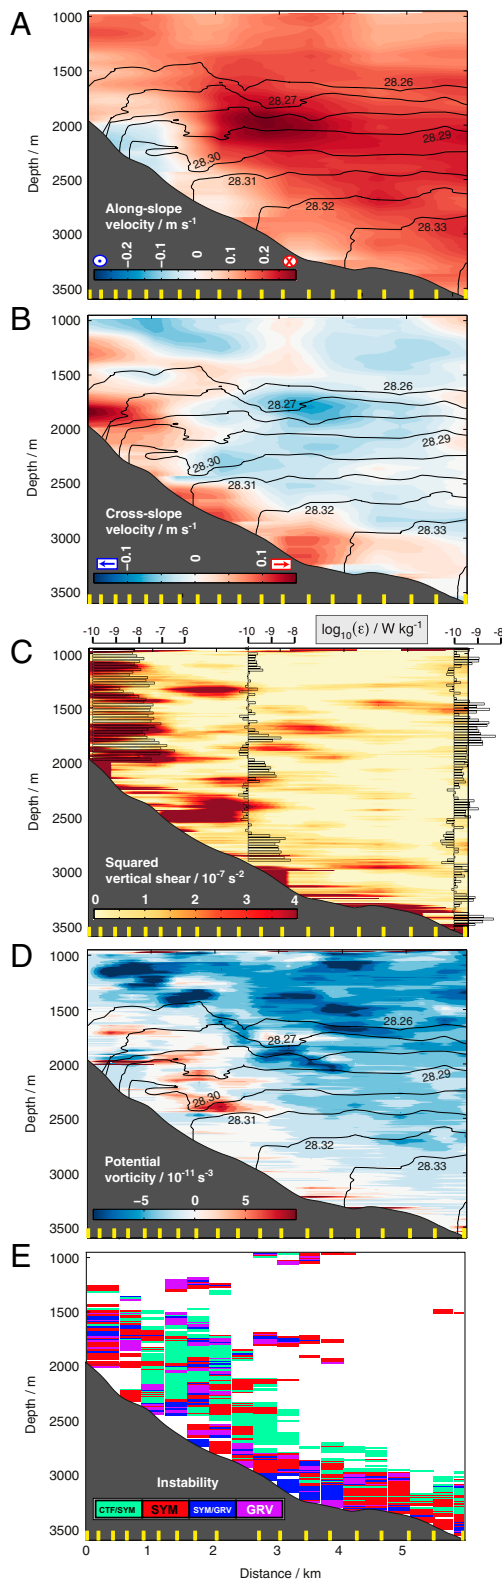 A
1000
1500
2000
2500
3000
3500
Depth / m
28.26
28.27
28.29
28.30
28.31
28.32
28.33
Along-slope
velocity / m s-1
-0.2
-0.1
0
0.1
0.2
B
1000
1500
2000
2500
3000
3500
Depth / m
28.26
28.27
28.29
28.30
28.31
28.32
28.33
Cross-slope
velocity / m s-1
-0.1
0
0.1
log10(ε) / W kg-1
-10 -9 -8 -7 -6 -10 -9 -8 -10 -9 -8
C
1000
1500
2000
2500
3000
3500
Depth / m
Squared
vertical shear / 10-7 s-2
0 1 2 3 4
D
1000
1500
2000
2500
3000
3500
Depth / m
28.26
28.27
28.29
28.30
28.31
28.32
28.33
Potential
vorticity / 10-11 s-3
-5 0 5
E
1000
1500
2000
2500
3000
3500
Depth / m
Instability
CTF/SYM SYM SYM/GRV GRV
0 1 2 3 4 5 6
Distance / km